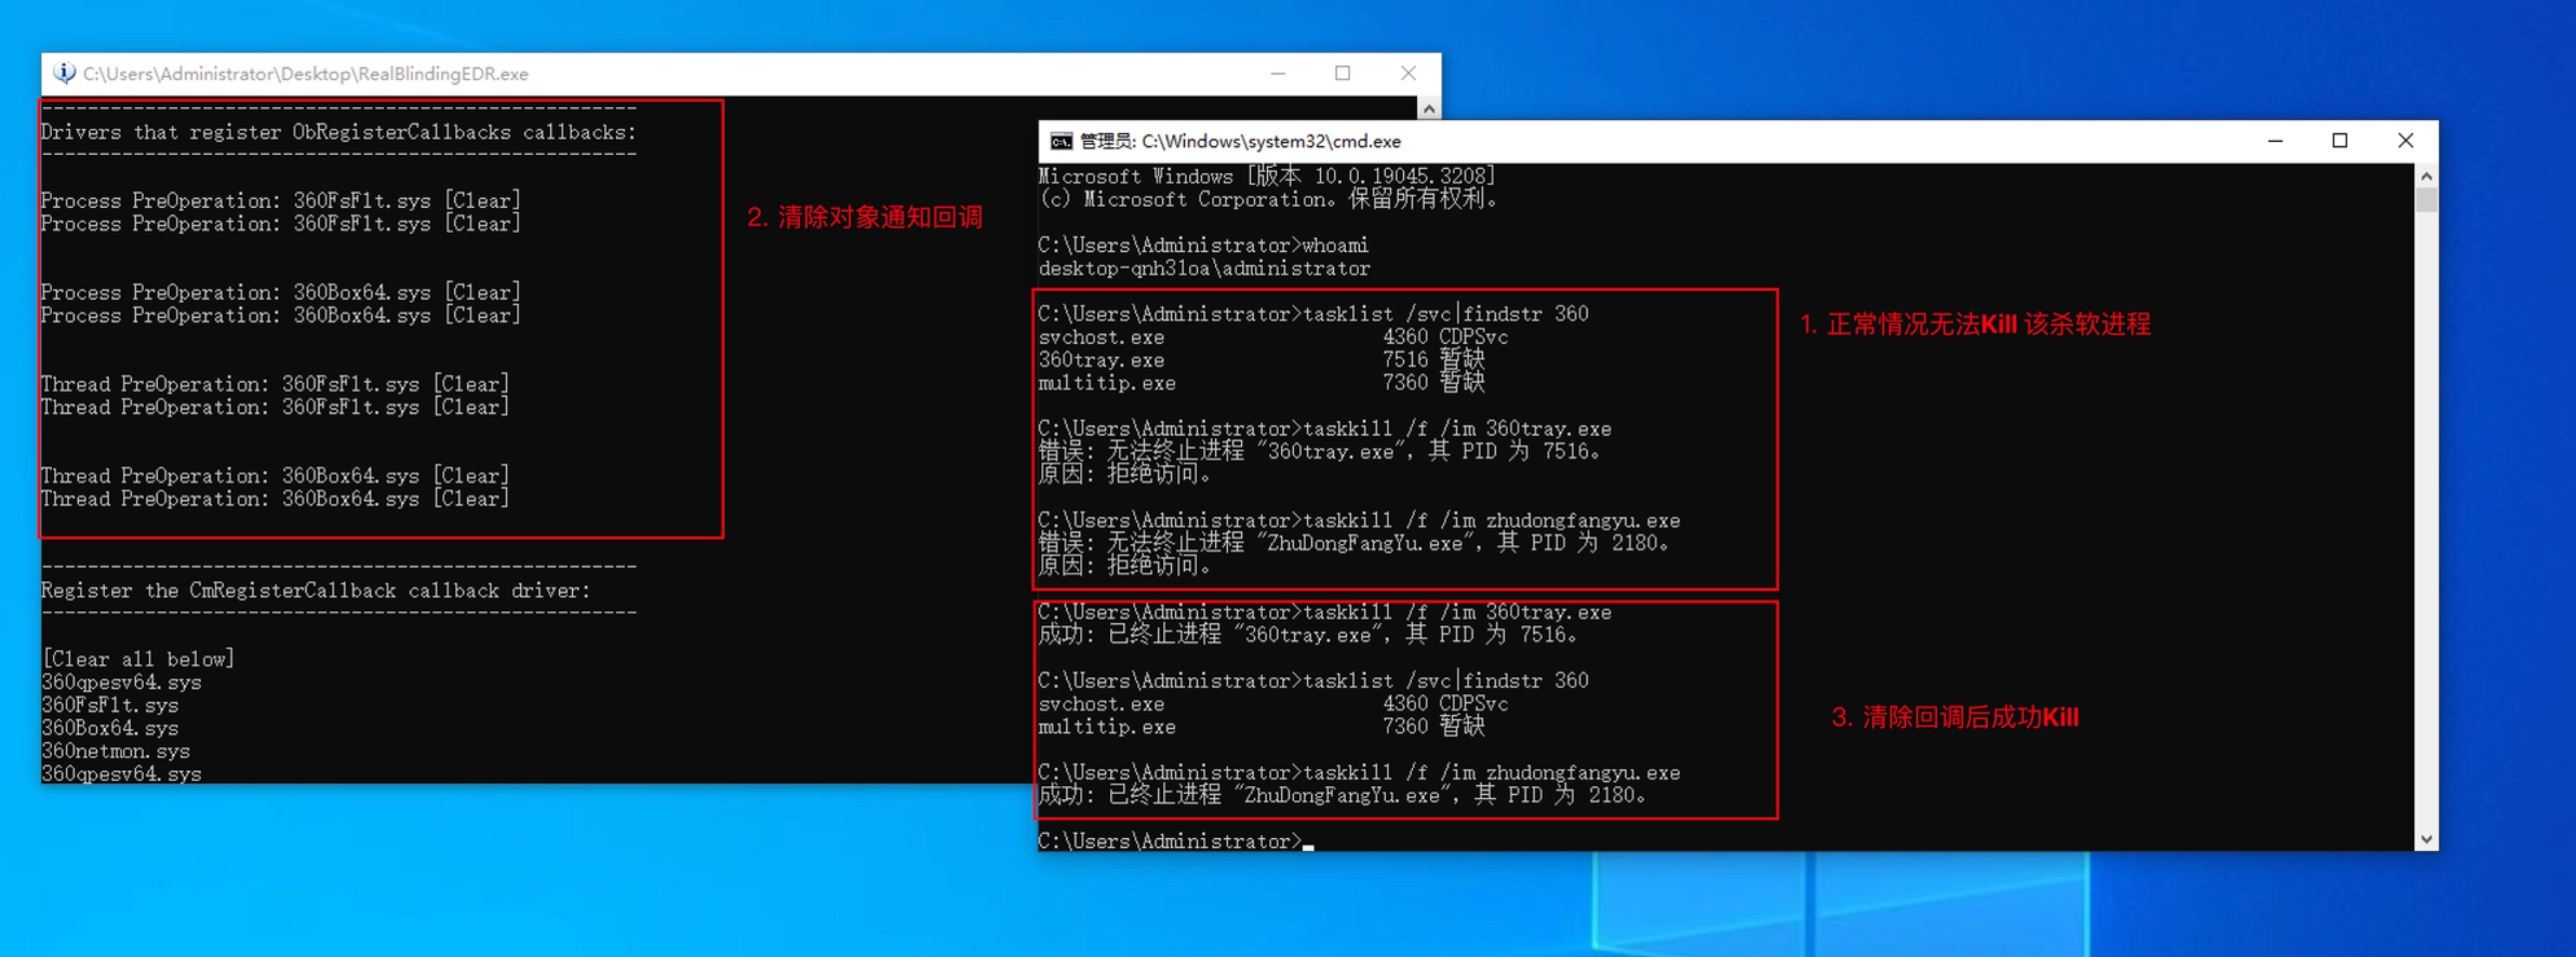 C:\Users\Administrator\Desktop\RealBlindingEDR.exe
------------------------------------------------------
Drivers that register ObRegisterCallbacks callbacks:
------------------------------------------------------
Process PreOperation: 360FsFlt.sys [Clear]
Process PreOperation: 360FsFlt.sys [Clear]
Process PreOperation: 360Box64.sys [Clear]
Process PreOperation: 360Box64.sys [Clear]
Thread PreOperation: 360FsFlt.sys [Clear]
Thread PreOperation: 360FsFlt.sys [Clear]
Thread PreOperation: 360Box64.sys [Clear]
Thread PreOperation: 360Box64.sys [Clear]
------------------------------------------------------
Register the CmRegisterCallback callback driver:
------------------------------------------------------
[Clear all below]
360qpesv64.sys
360FsFlt.sys
360Box64.sys
360netmon.sys
360qpesv64.sys
2. 清除对象通知回调
管理员: C:\Windows\system32\cmd.exe
Microsoft Windows [版本 10.0.19045.3208]
(c) Microsoft Corporation。保留所有权利。
C:\Users\Administrator>whoami
desktop-qnh31oa\administrator
C:\Users\Administrator>tasklist /svc|findstr 360
svchost.exe 4360 CDPSvc
360tray.exe 7516 暂缺
multitip.exe 7360 暂缺
C:\Users\Administrator>taskkill /f /im 360tray.exe
错误: 无法终止进程 "360tray.exe", 其 PID 为 7516。
原因: 拒绝访问。
C:\Users\Administrator>taskkill /f /im zhudongfangyu.exe
错误: 无法终止进程 "ZhuDongFangYu.exe", 其 PID 为 2180。
原因: 拒绝访问。
C:\Users\Administrator>taskkill /f /im 360tray.exe
成功: 已终止进程 "360tray.exe", 其 PID 为 7516。
C:\Users\Administrator>tasklist /svc|findstr 360
svchost.exe 4360 CDPSvc
multitip.exe 7360 暂缺
C:\Users\Administrator>taskkill /f /im zhudongfangyu.exe
成功: 已终止进程 "ZhuDongFangYu.exe", 其 PID 为 2180。
C:\Users\Administrator>
1. 正常情况无法Kill 该杀软进程
3. 清除回调后成功Kill